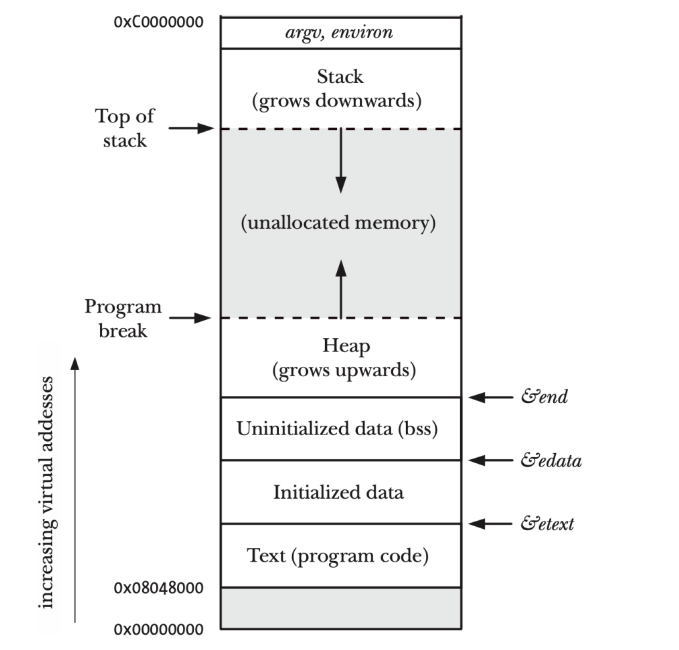 0xC0000000
argv, environ
Stack
(grows downwards)
Top of
stack
(unallocated memory)
Program
break
Heap
(grows upwards)
&end
Uninitialized data (bss)
&edata
Initialized data
&etext
Text (program code)
0x08048000
0x00000000
increasing virtual addesses